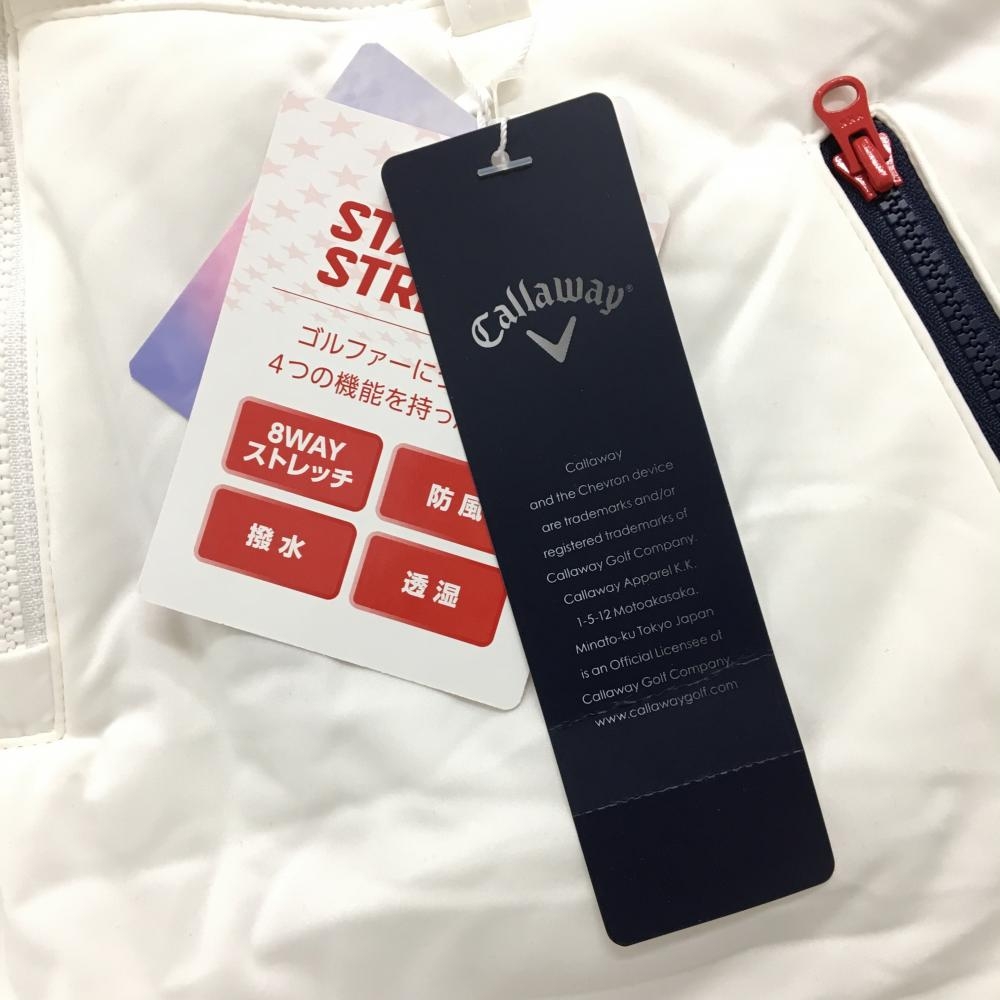 ゴルファーに
4つの機能を持っ
8WAY
ストレッチ
防風
撥水
透湿
Callaway®
Callaway
and the Chevron device
are trademarks and/or
registered trademarks of
Callaway Golf Company.
Callaway Apparel K.K.
1-5-12 Motoakasaka,
Minato-ku Tokyo Japan
is an Official Licensee of
Callaway Golf Company.
www.callawaygolf.com